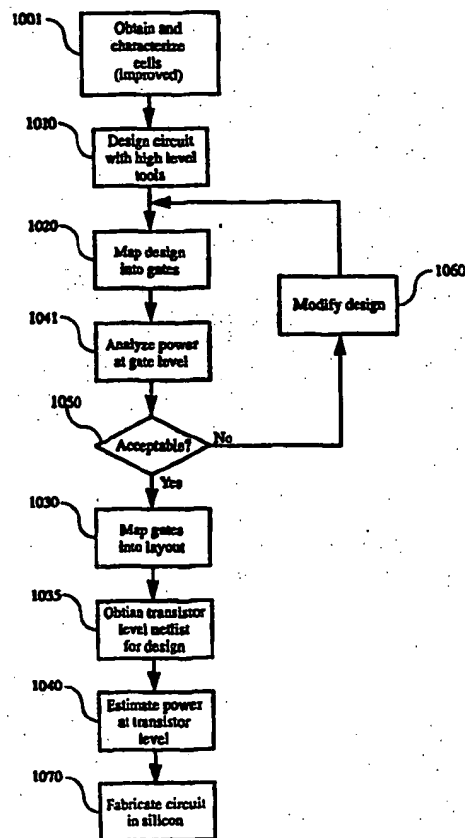 1001
Obtain and
characterize
cells
(improved)
1010
Design circuit
with high level
tools
1020
Map design
into gates
1060
Modify design
1041
Analyze power
at gate level
1050
Acceptable?
No
Yes
1030
Map gates
into layout
1035
Obtian transistor
level netlist
for design
1040
Estimate power
at transistor
level
1070
Fabricate circuit
in silicon